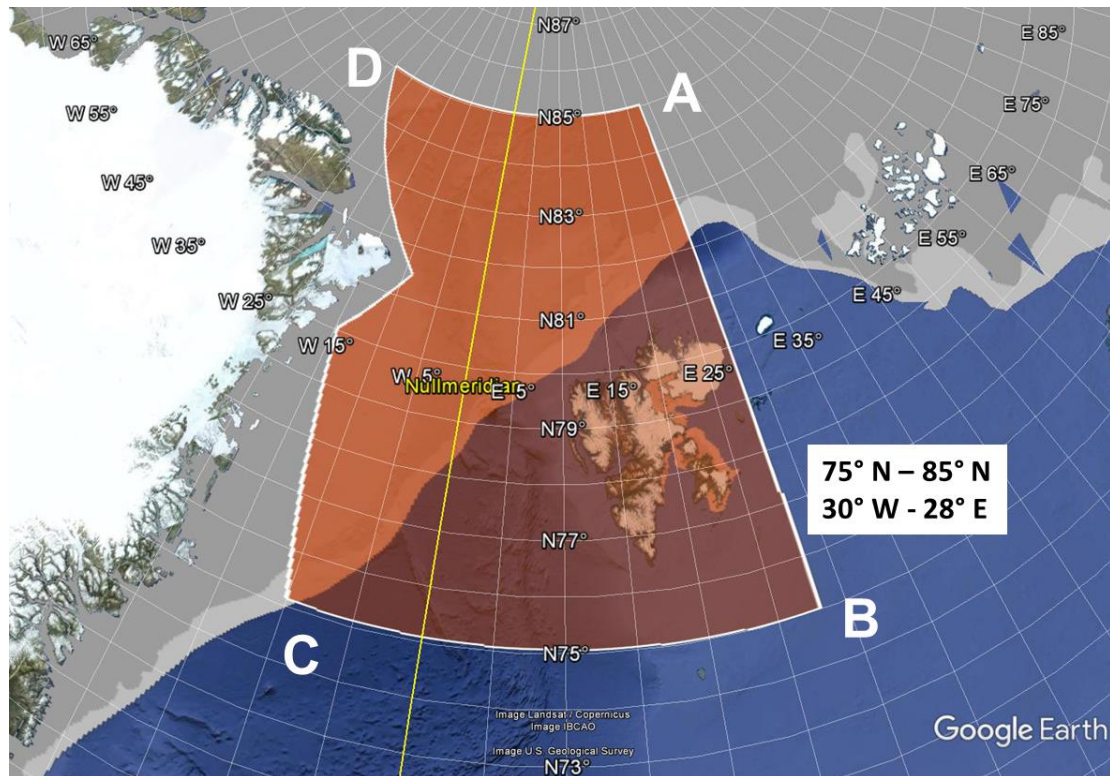 N87°
W 65°
E 85°
D
A
W 55°
N85°
E 75°
W 45°
E 65°
N83°
W 35°
E 55°
W 25°
E 45°
N81°
E 35°
W 15°
W 5°
Nullmeridian
E 5°
E 15°
E 25°
N79°
75° N – 85° N
30° W - 28° E
N77°
B
C
N75°
Image Landsat / Copernicus
Image IBCAO
Google Earth
Image U.S. Geological Survey
N73°